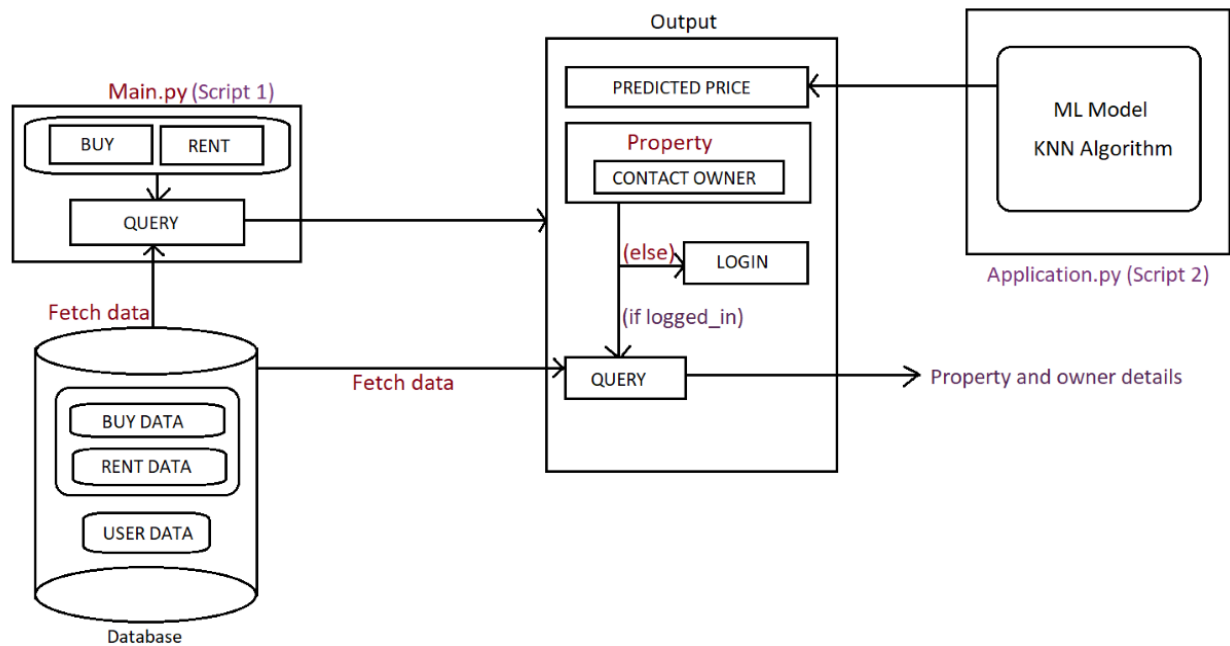 Output
Main.py (Script 1)
BUY
RENT
QUERY
Fetch data
BUY DATA
RENT DATA
USER DATA
Database
Fetch data
PREDICTED PRICE
Property
CONTACT OWNER
(else)
LOGIN
(if logged_in)
QUERY
Property and owner details
ML Model
KNN Algorithm
Application.py (Script 2)